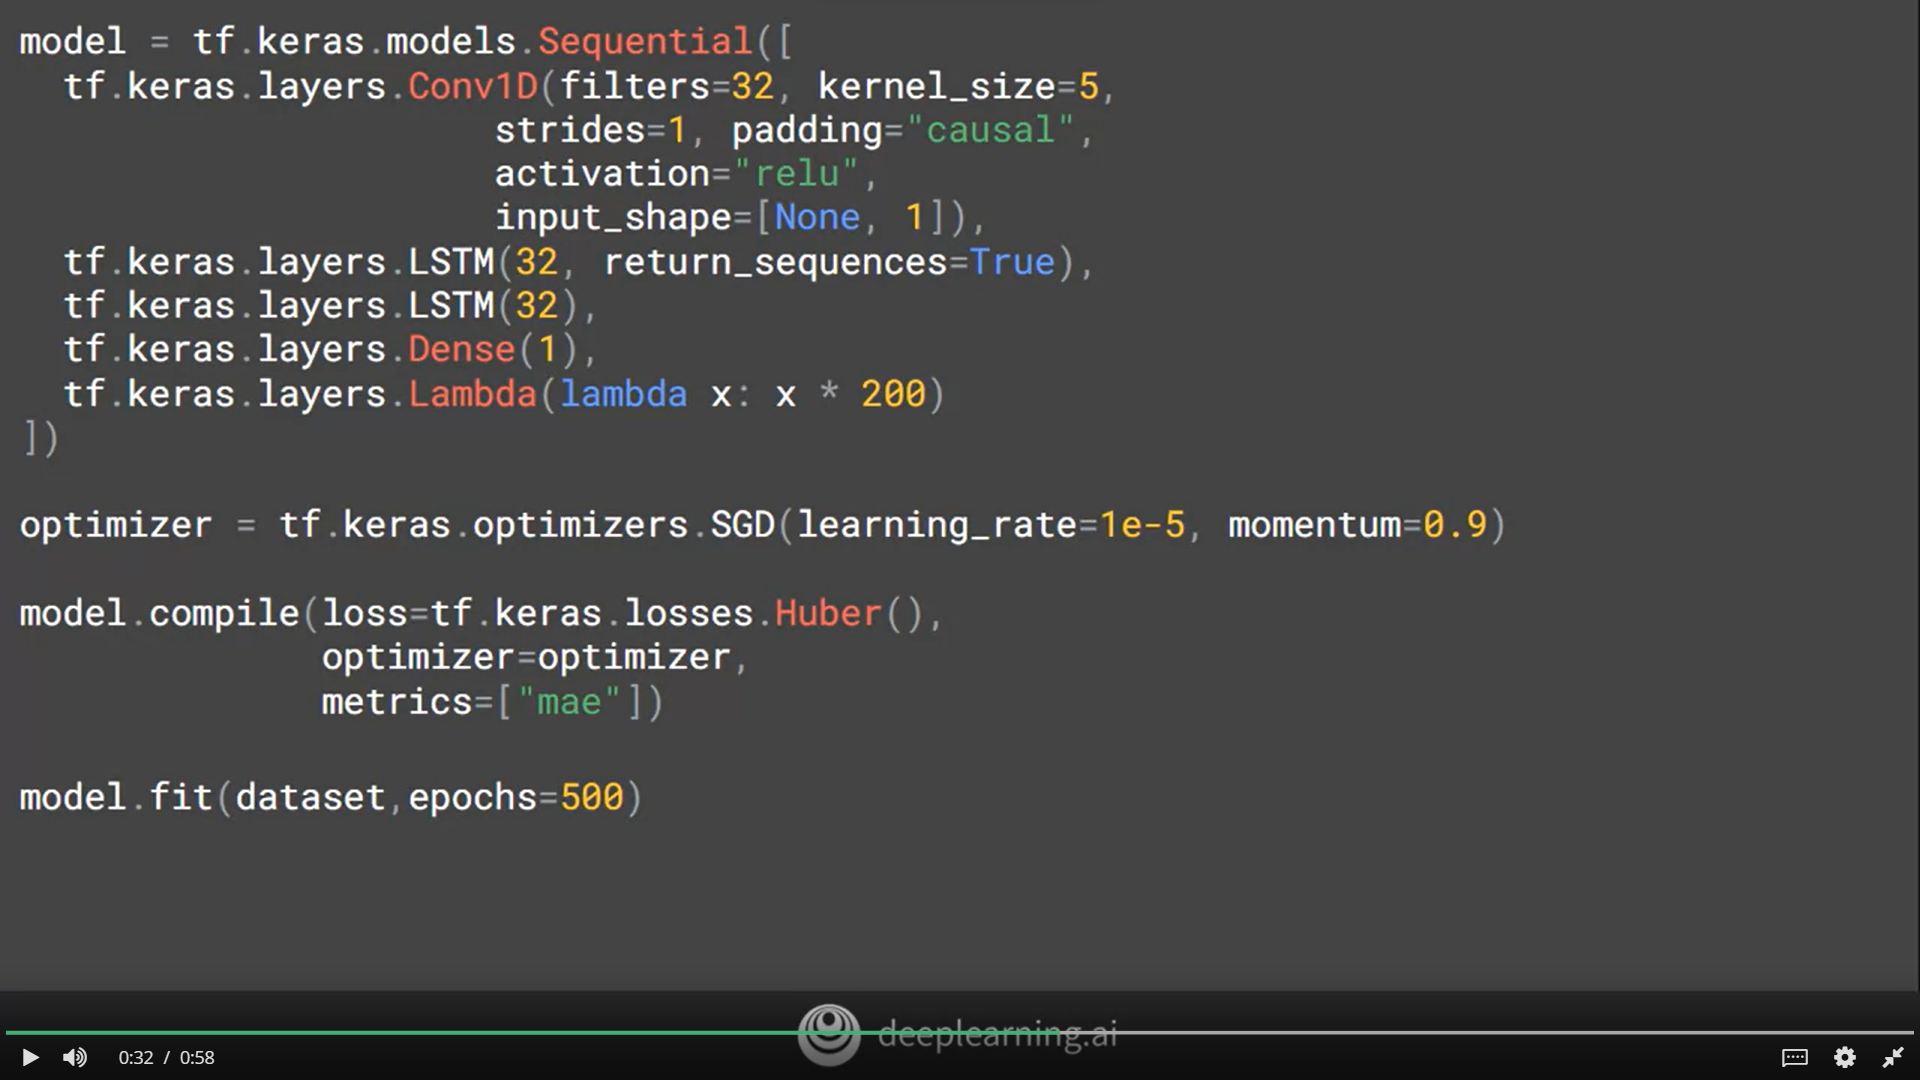 model = tf.keras.models.Sequential([
  tf.keras.layers.Conv1D(filters=32, kernel_size=5,
                      strides=1, padding="causal",
                      activation="relu",
                      input_shape=[None, 1]),
  tf.keras.layers.LSTM(32, return_sequences=True),
  tf.keras.layers.LSTM(32),
  tf.keras.layers.Dense(1),
  tf.keras.layers.Lambda(lambda x: x * 200)
])

optimizer = tf.keras.optimizers.SGD(learning_rate=1e-5, momentum=0.9)

model.compile(loss=tf.keras.losses.Huber(),
              optimizer=optimizer,
              metrics=["mae"])

model.fit(dataset,epochs=500)
deeplearning.ai
0:32 / 0:58